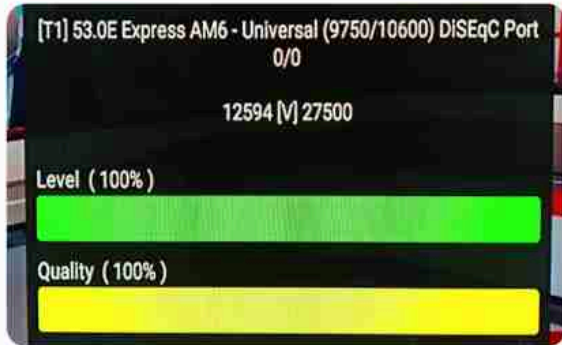 [T1] 53.0E Express AM6 - Universal (9750/10600) DiSEqC Port
0/0
12594 [V] 27500
Level ( 100% )
Quality ( 100% )